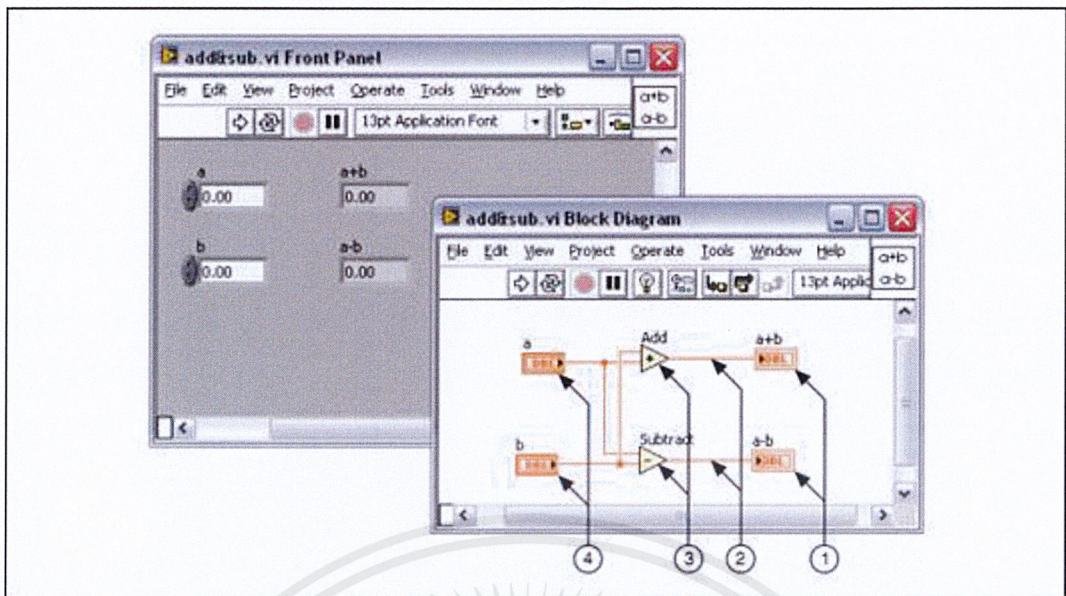 add&sub.vi Front Panel
File Edit View Project Operate Tools Window Help
13pt Application Font
a+b
a-b
a
0.00
a+b
0.00
b
0.00
a-b
0.00
add&sub.vi Block Diagram
File Edit View Project Operate Tools Window Help
13pt Applic
a+b
a-b
a
DBL
Add
+
a+b
DBL
b
DBL
Subtract
-
a-b
DBL
4
3
2
1